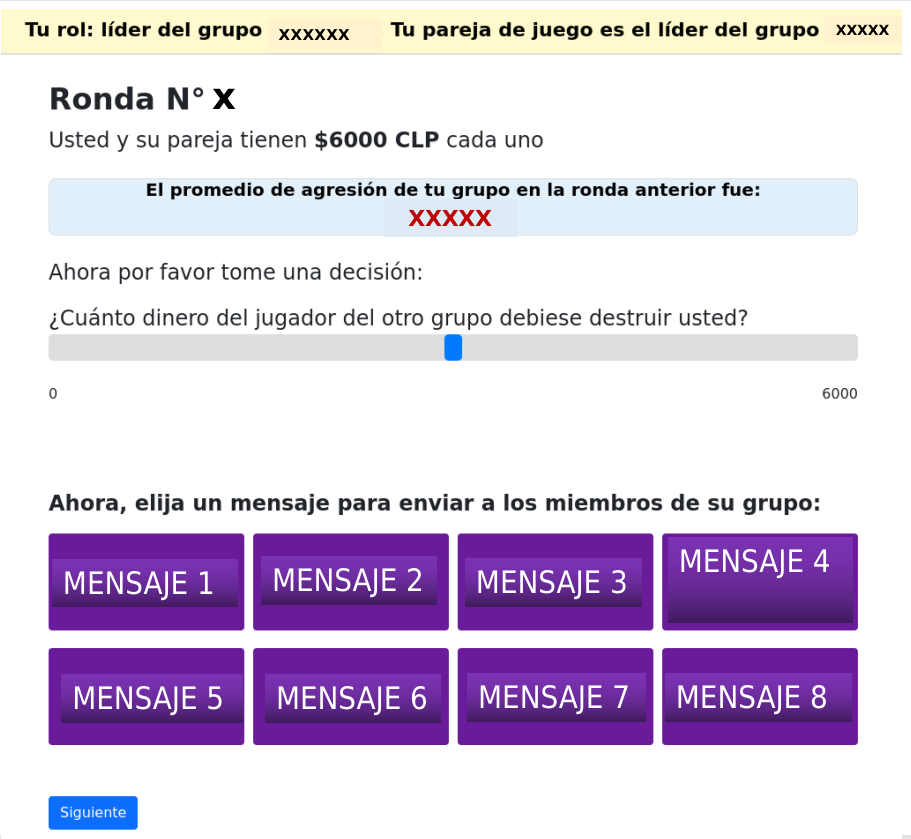 Tu rol: líder del grupo xxxxxx Tu pareja de juego es el líder del grupo xxxxx
Ronda N° X
Usted y su pareja tienen $6000 CLP cada uno
El promedio de agresión de tu grupo en la ronda anterior fue:
XXXXX
Ahora por favor tome una decisión:
¿Cuánto dinero del jugador del otro grupo debiese destruir usted?
0 6000
Ahora, elija un mensaje para enviar a los miembros de su grupo:
MENSAJE 1 MENSAJE 2 MENSAJE 3 MENSAJE 4
MENSAJE 5 MENSAJE 6 MENSAJE 7 MENSAJE 8
Siguiente